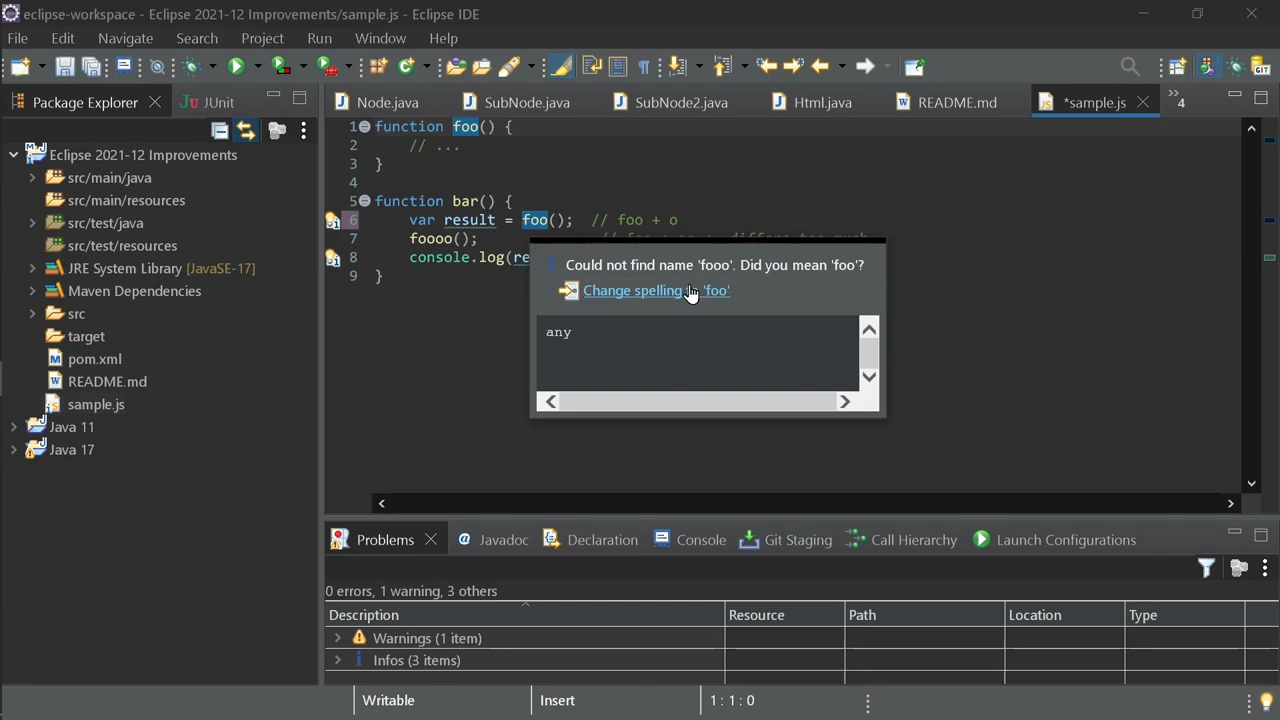 eclipse-workspace - Eclipse 2021-12 Improvements/sample.js - Eclipse IDE
File Edit Navigate Search Project Run Window Help
Package Explorer JUnit
Node.java SubNode.java SubNode2.java Html.java README.md *sample.js 4
Eclipse 2021-12 Improvements
src/main/java
src/main/resources
src/test/java
src/test/resources
JRE System Library [JavaSE-17]
Maven Dependencies
src
target
pom.xml
README.md
sample.js
Java 11
Java 17
1 function foo() {
2 // ...
3 }
4
5 function bar() {
6 var result = foo(); // foo + o
7 foooo();
8 console.log(re
9 }
Could not find name 'fooo'. Did you mean 'foo'?
Change spelling 'foo'
any
Problems Javadoc Declaration Console Git Staging Call Hierarchy Launch Configurations
0 errors, 1 warning, 3 others
Description Resource Path Location Type
Warnings (1 item)
Infos (3 items)
Writable Insert 1 : 1 : 0